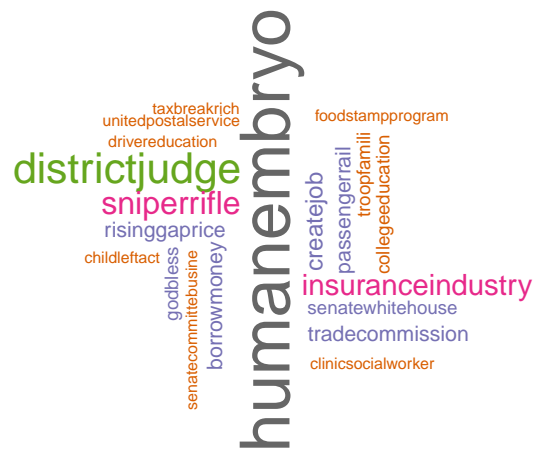 humanembryo
taxbreakrich
unitedpostalservice
foodstampprogram
drivereducation
districtjudge
sniperrifle
risinggaprice
childleftact
godbless
senatecommittebusine
borrowmoney
createjob
passengerrail
troopfamili
collegeeducation
insuranceindustry
senatewhitehouse
tradecommission
clinicsocialworker